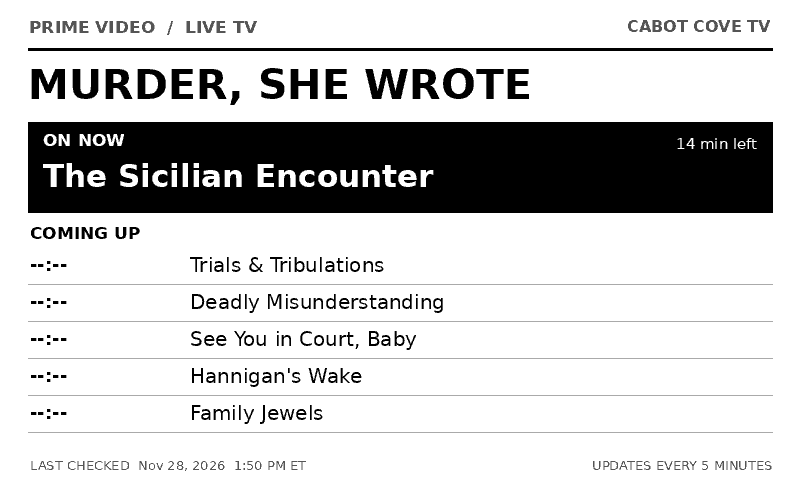 PRIME VIDEO / LIVE TV
CABOT COVE TV
MURDER, SHE WROTE
ON NOW
14 min left
The Sicilian Encounter
COMING UP
--:-- Trials & Tribulations
--:-- Deadly Misunderstanding
--:-- See You in Court, Baby
--:-- Hannigan's Wake
--:-- Family Jewels
LAST CHECKED Nov 28, 2026 1:50 PM ET
UPDATES EVERY 5 MINUTES